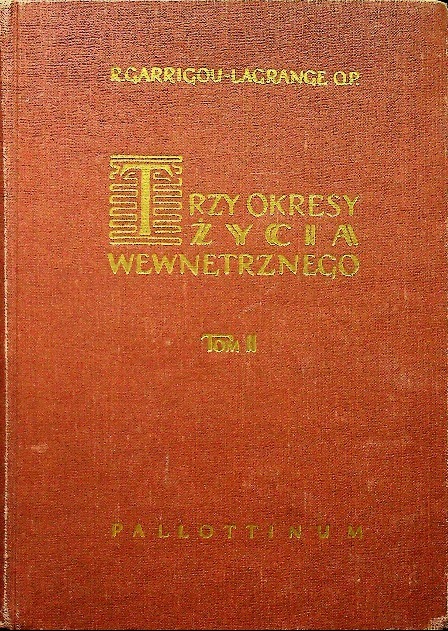 R. GARRIGOU-LAGRANGE O.P.
TRZY OKRESY
ŻYCIA
WEWNĘTRZNEGO
TOM II
PALLOTTINUM